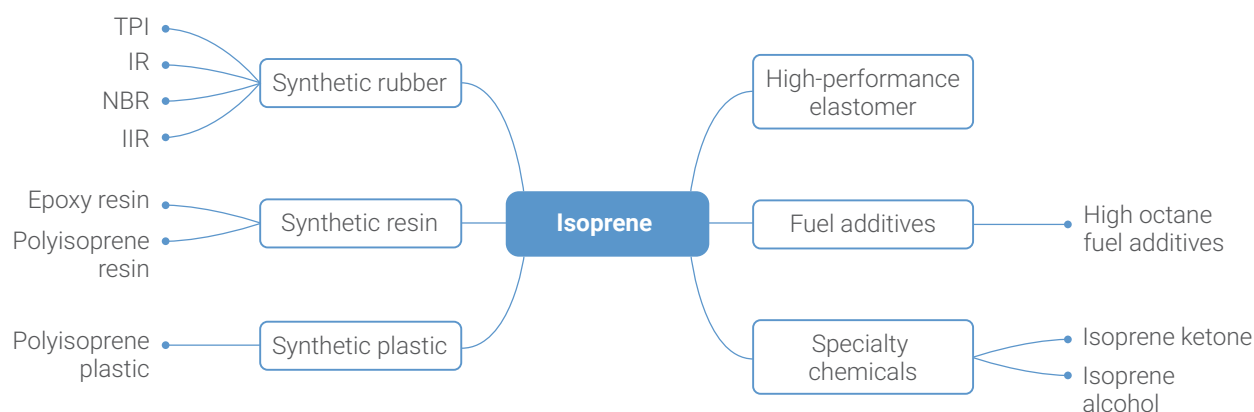 TPI
IR
NBR
IIR
Synthetic rubber
Epoxy resin
Polyisoprene
resin
Synthetic resin
Polyisoprene
plastic
Synthetic plastic
Isoprene
High-performance
elastomer
Fuel additives
High octane
fuel additives
Specialty
chemicals
Isoprene ketone
Isoprene
alcohol